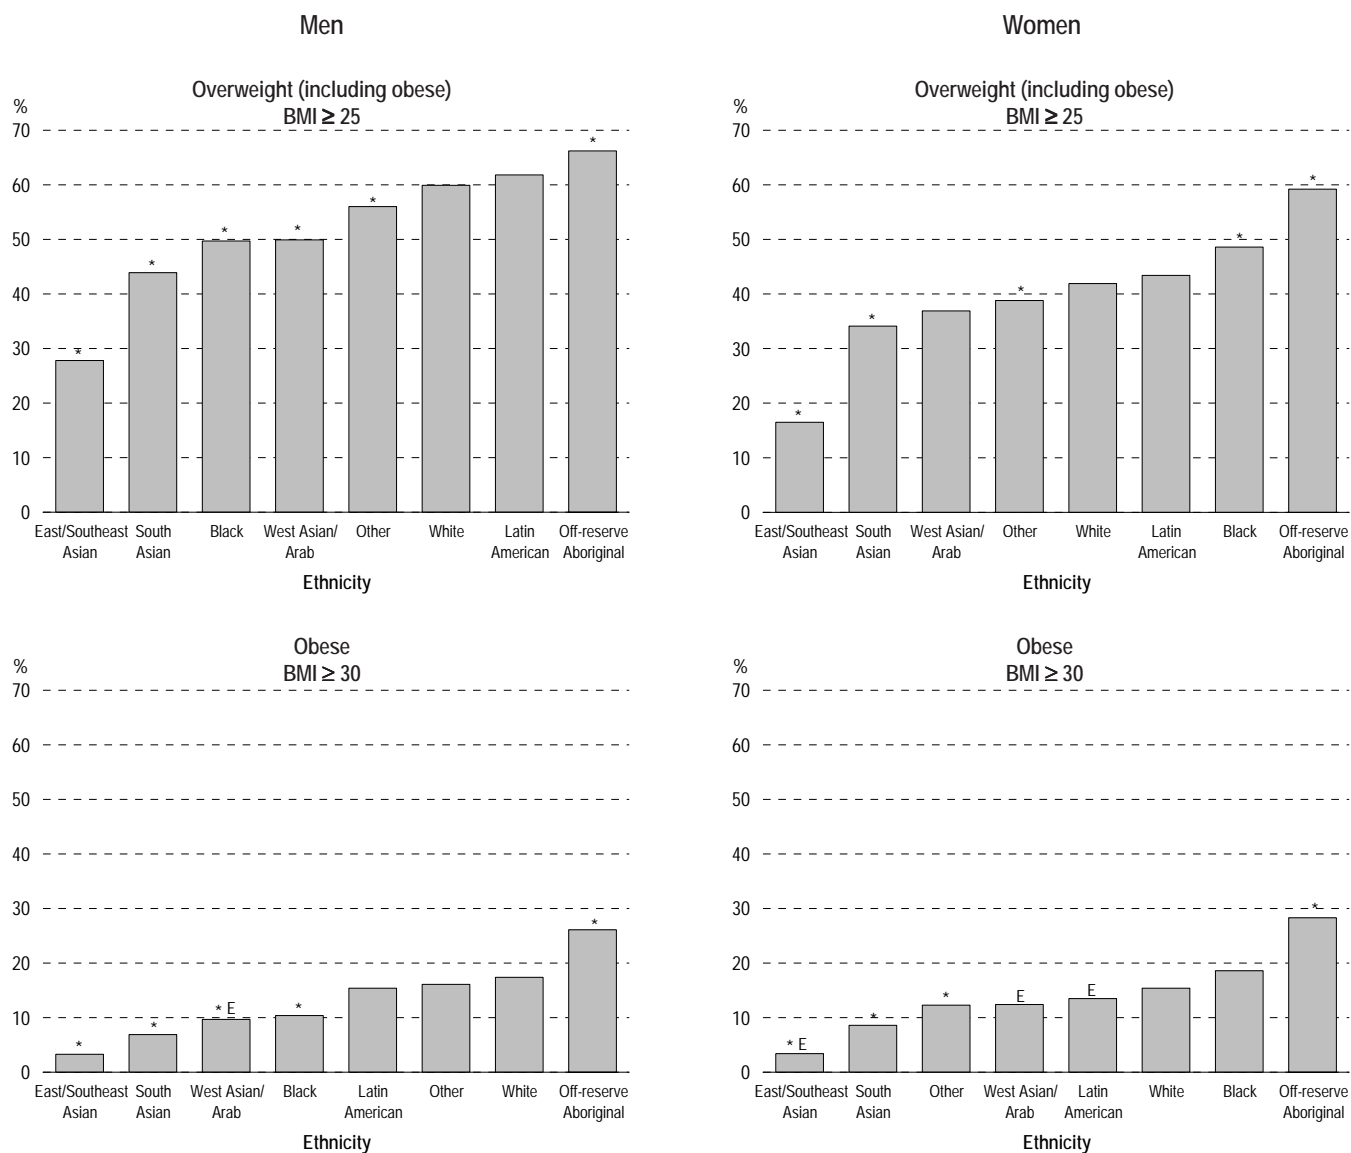 Men
Overweight (including obese)
BMI ≥ 25
%
70
60
50
40
30
20
10
0
*
*
*
*
*
*
East/Southeast Asian
South Asian
Black
West Asian/ Arab
Other
White
Latin American
Off-reserve Aboriginal
Ethnicity
Women
Overweight (including obese)
BMI ≥ 25
%
70
60
50
40
30
20
10
0
*
*
*
*
*
East/Southeast Asian
South Asian
West Asian/ Arab
Other
White
Latin American
Black
Off-reserve Aboriginal
Ethnicity
Obese
BMI ≥ 30
%
70
60
50
40
30
20
10
0
*
*
* E
*
*
East/Southeast Asian
South Asian
West Asian/ Arab
Black
Latin American
Other
White
Off-reserve Aboriginal
Ethnicity
Obese
BMI ≥ 30
%
70
60
50
40
30
20
10
0
* E
*
*
E
E
*
East/Southeast Asian
South Asian
Other
West Asian/ Arab
Latin American
White
Black
Off-reserve Aboriginal
Ethnicity